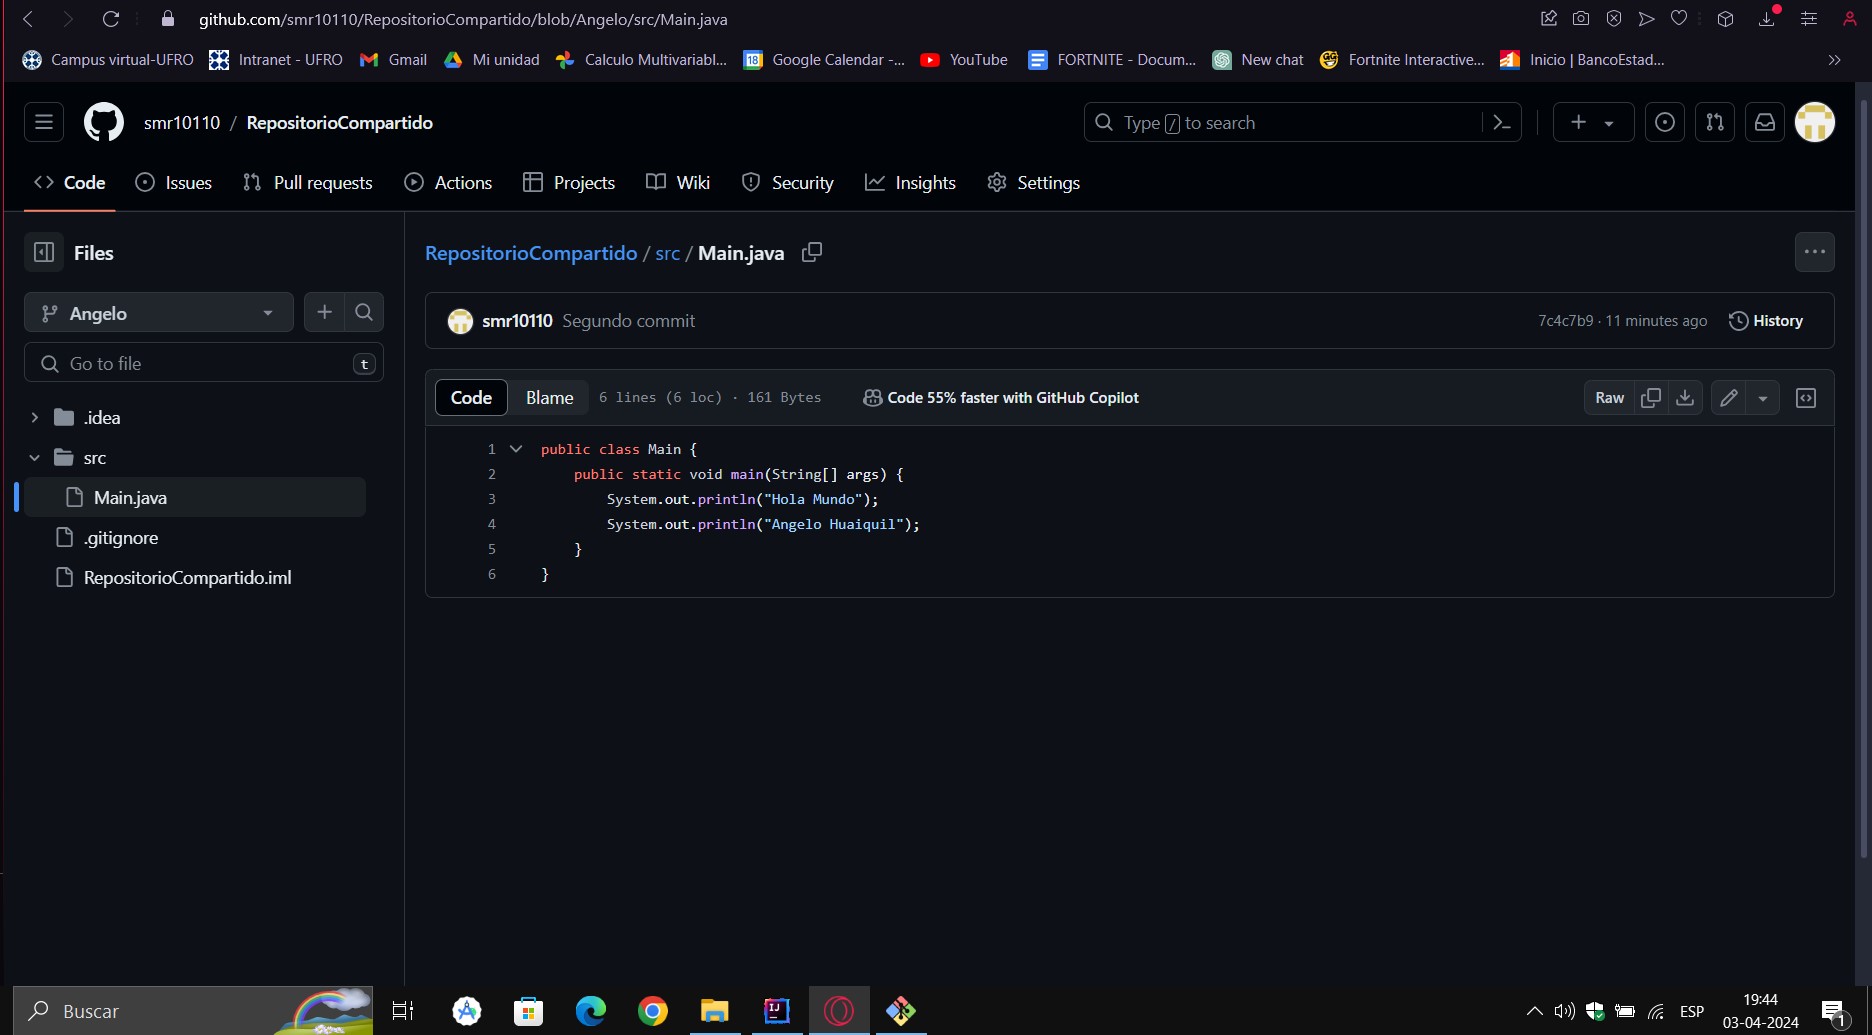 github.com/smr10110/RepositorioCompartido/blob/Angelo/src/Main.java
Campus virtual-UFRO Intranet - UFRO Gmail Mi unidad Calculo Multivariabl... 18 Google Calendar -... YouTube FORTNITE - Docum... New chat Fortnite Interactive... Inicio | BancoEstad...
smr10110 / RepositorioCompartido Type / to search
Code Issues Pull requests Actions Projects Wiki Security Insights Settings
Files
Angelo
Go to file t
.idea
src
Main.java
.gitignore
RepositorioCompartido.iml
RepositorioCompartido / src / Main.java
smr10110 Segundo commit 7c4c7b9 · 11 minutes ago History
Code Blame 6 lines (6 loc) · 161 Bytes Code 55% faster with GitHub Copilot Raw
1 public class Main {
2 public static void main(String[] args) {
3 System.out.println("Hola Mundo");
4 System.out.println("Angelo Huaiquil");
5 }
6 }
Buscar
IJ
ESP
19:44
03-04-2024
1